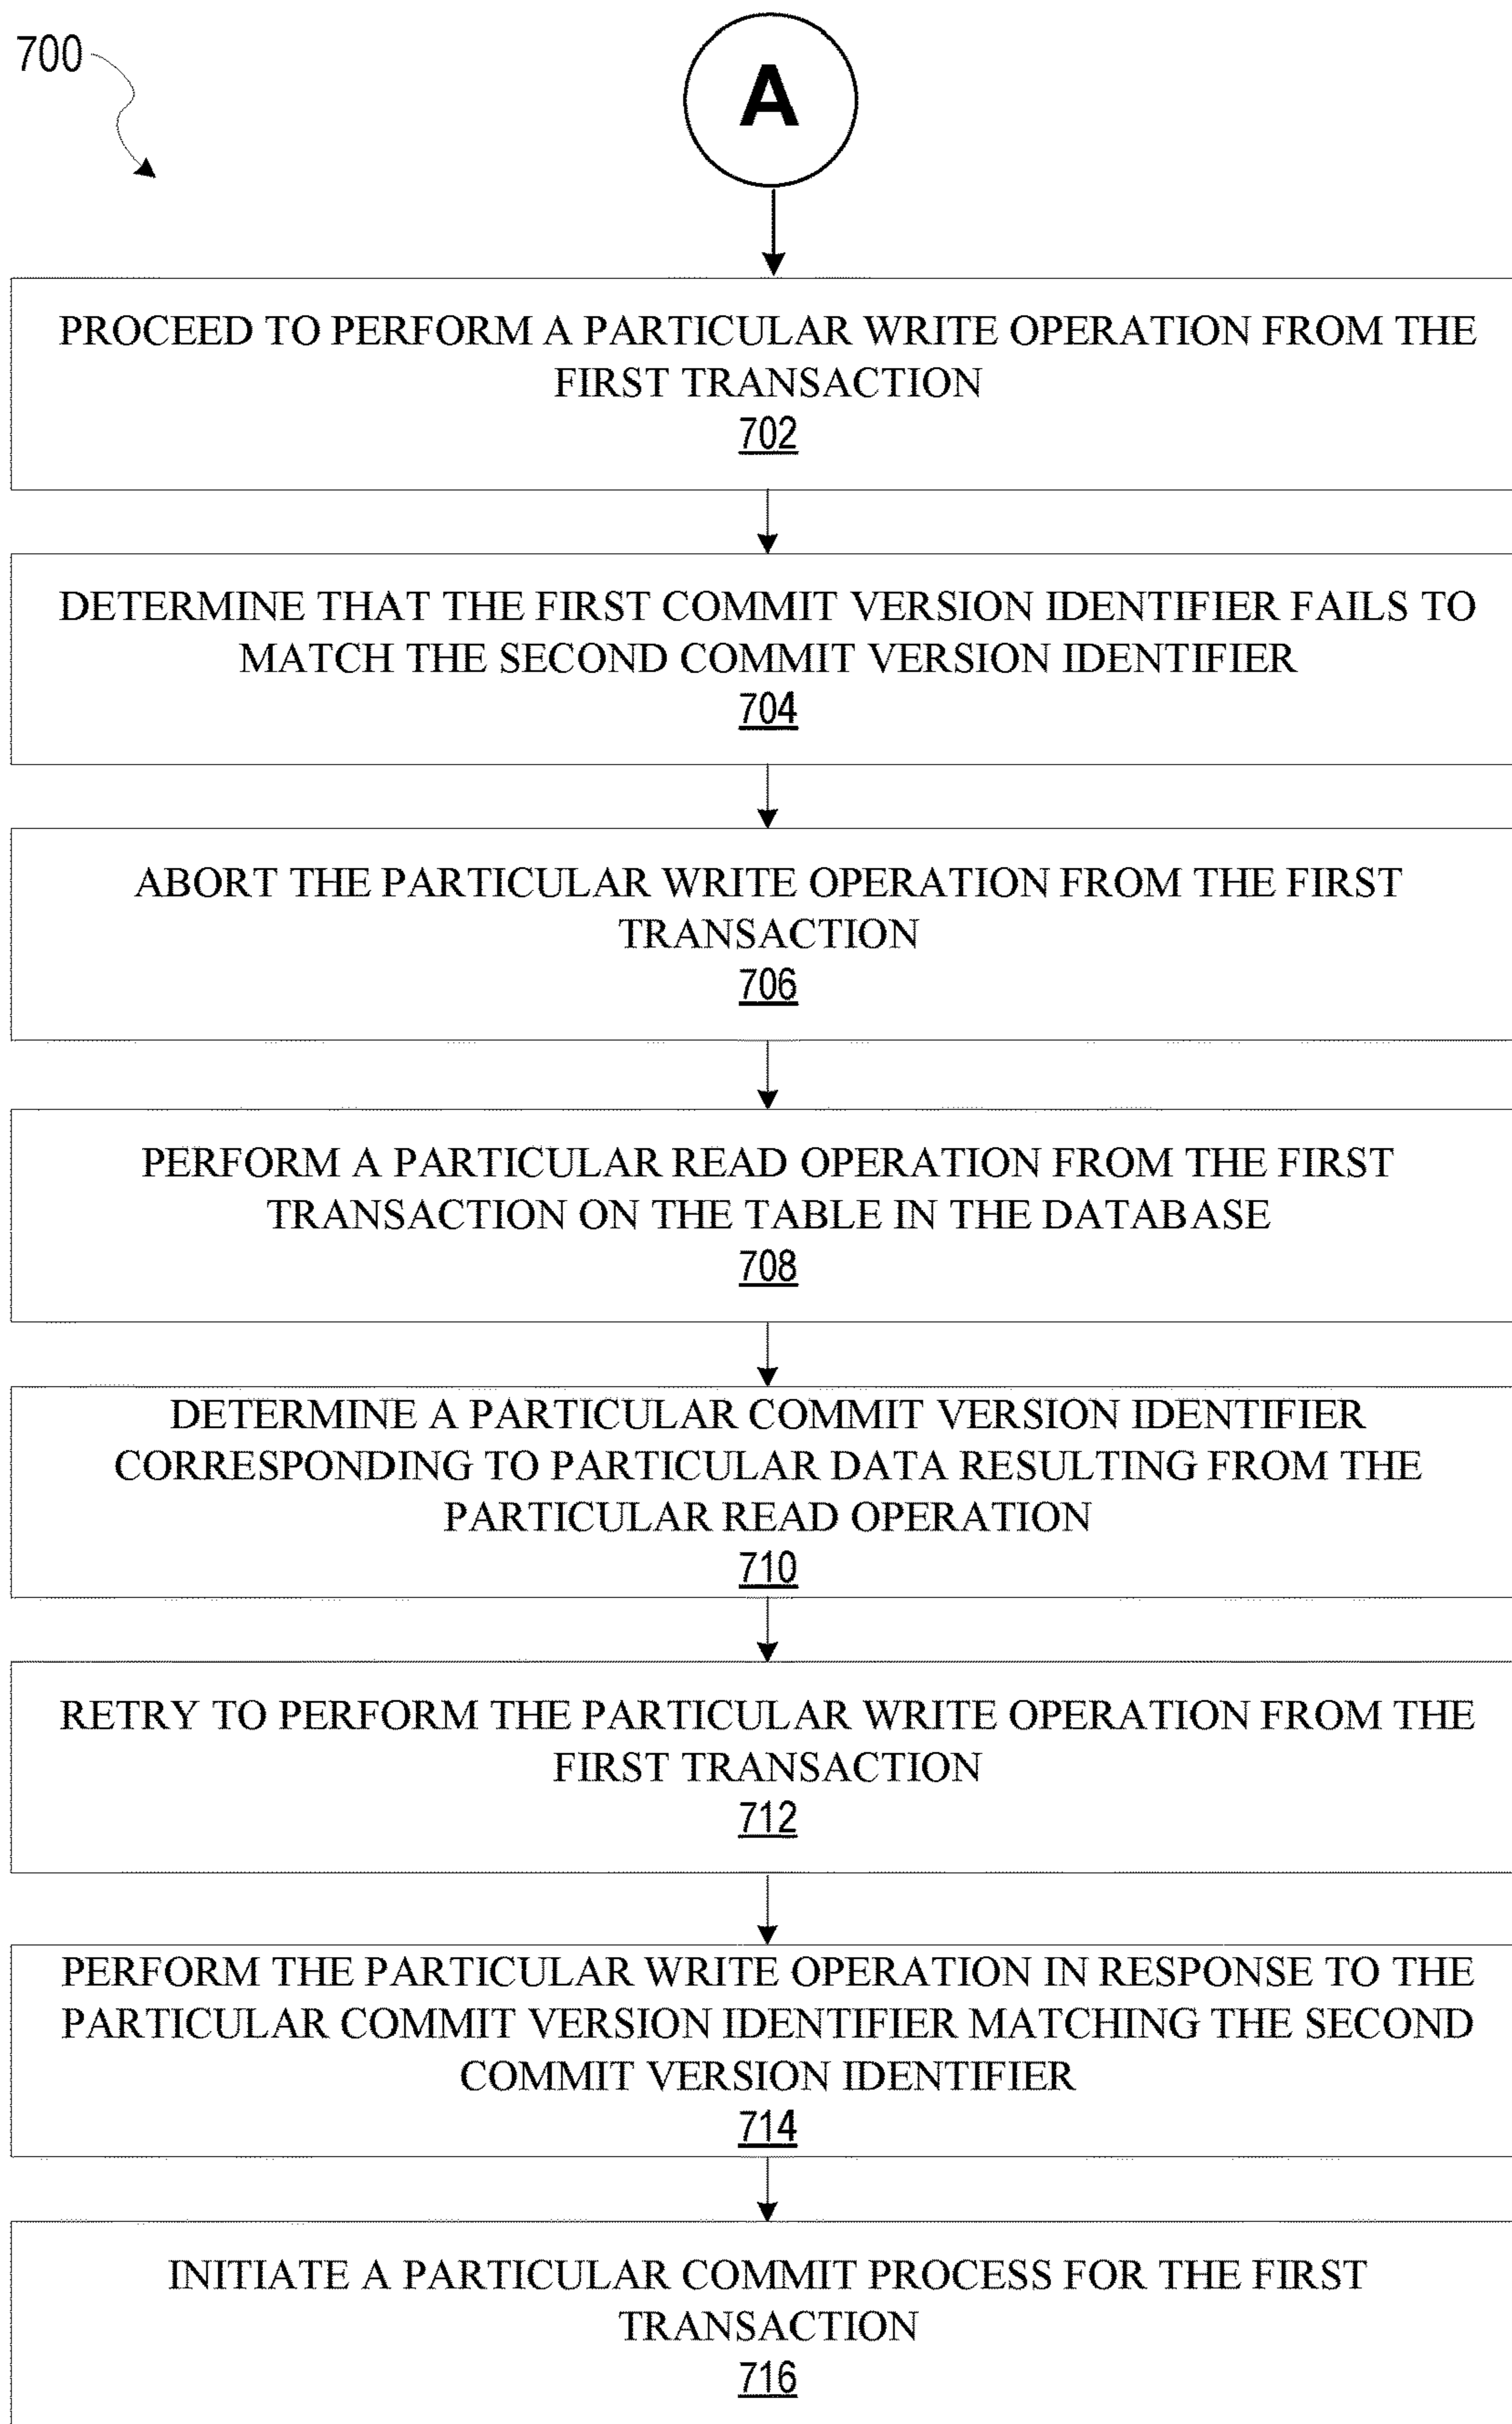 700
A
PROCEED TO PERFORM A PARTICULAR WRITE OPERATION FROM THE
FIRST TRANSACTION
702
DETERMINE THAT THE FIRST COMMIT VERSION IDENTIFIER FAILS TO
MATCH THE SECOND COMMIT VERSION IDENTIFIER
704
ABORT THE PARTICULAR WRITE OPERATION FROM THE FIRST
TRANSACTION
706
PERFORM A PARTICULAR READ OPERATION FROM THE FIRST
TRANSACTION ON THE TABLE IN THE DATABASE
708
DETERMINE A PARTICULAR COMMIT VERSION IDENTIFIER
CORRESPONDING TO PARTICULAR DATA RESULTING FROM THE
PARTICULAR READ OPERATION
710
RETRY TO PERFORM THE PARTICULAR WRITE OPERATION FROM THE
FIRST TRANSACTION
712
PERFORM THE PARTICULAR WRITE OPERATION IN RESPONSE TO THE
PARTICULAR COMMIT VERSION IDENTIFIER MATCHING THE SECOND
COMMIT VERSION IDENTIFIER
714
INITIATE A PARTICULAR COMMIT PROCESS FOR THE FIRST
TRANSACTION
716